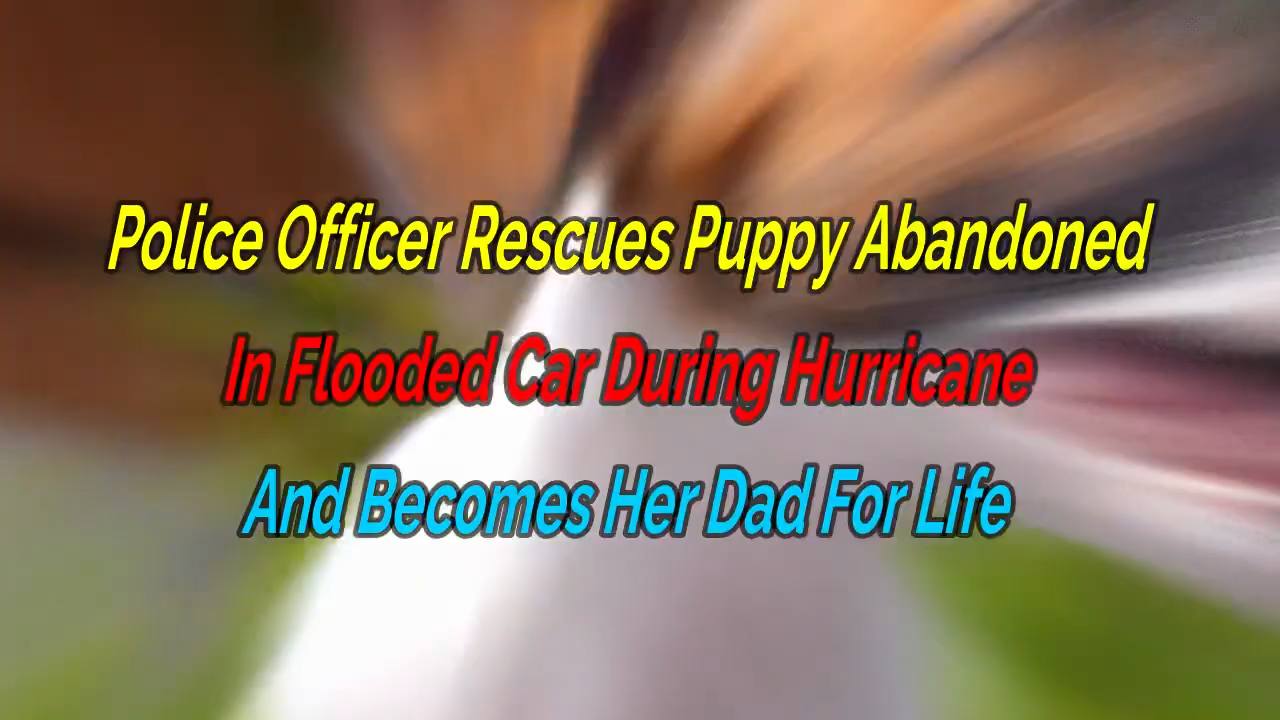 Police Officer Rescues Puppy Abandoned
In Flooded Car During Hurricane
And Becomes Her Dad For Life